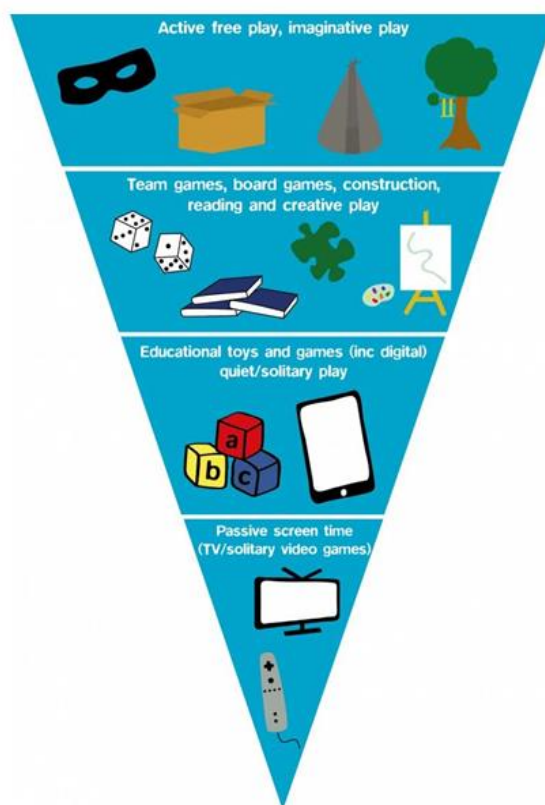 Active free play, imaginative play
Team games, board games, construction,
reading and creative play
Educational toys and games (inc digital)
quiet/solitary play
a
b
c
Passive screen time
(TV/solitary video games)